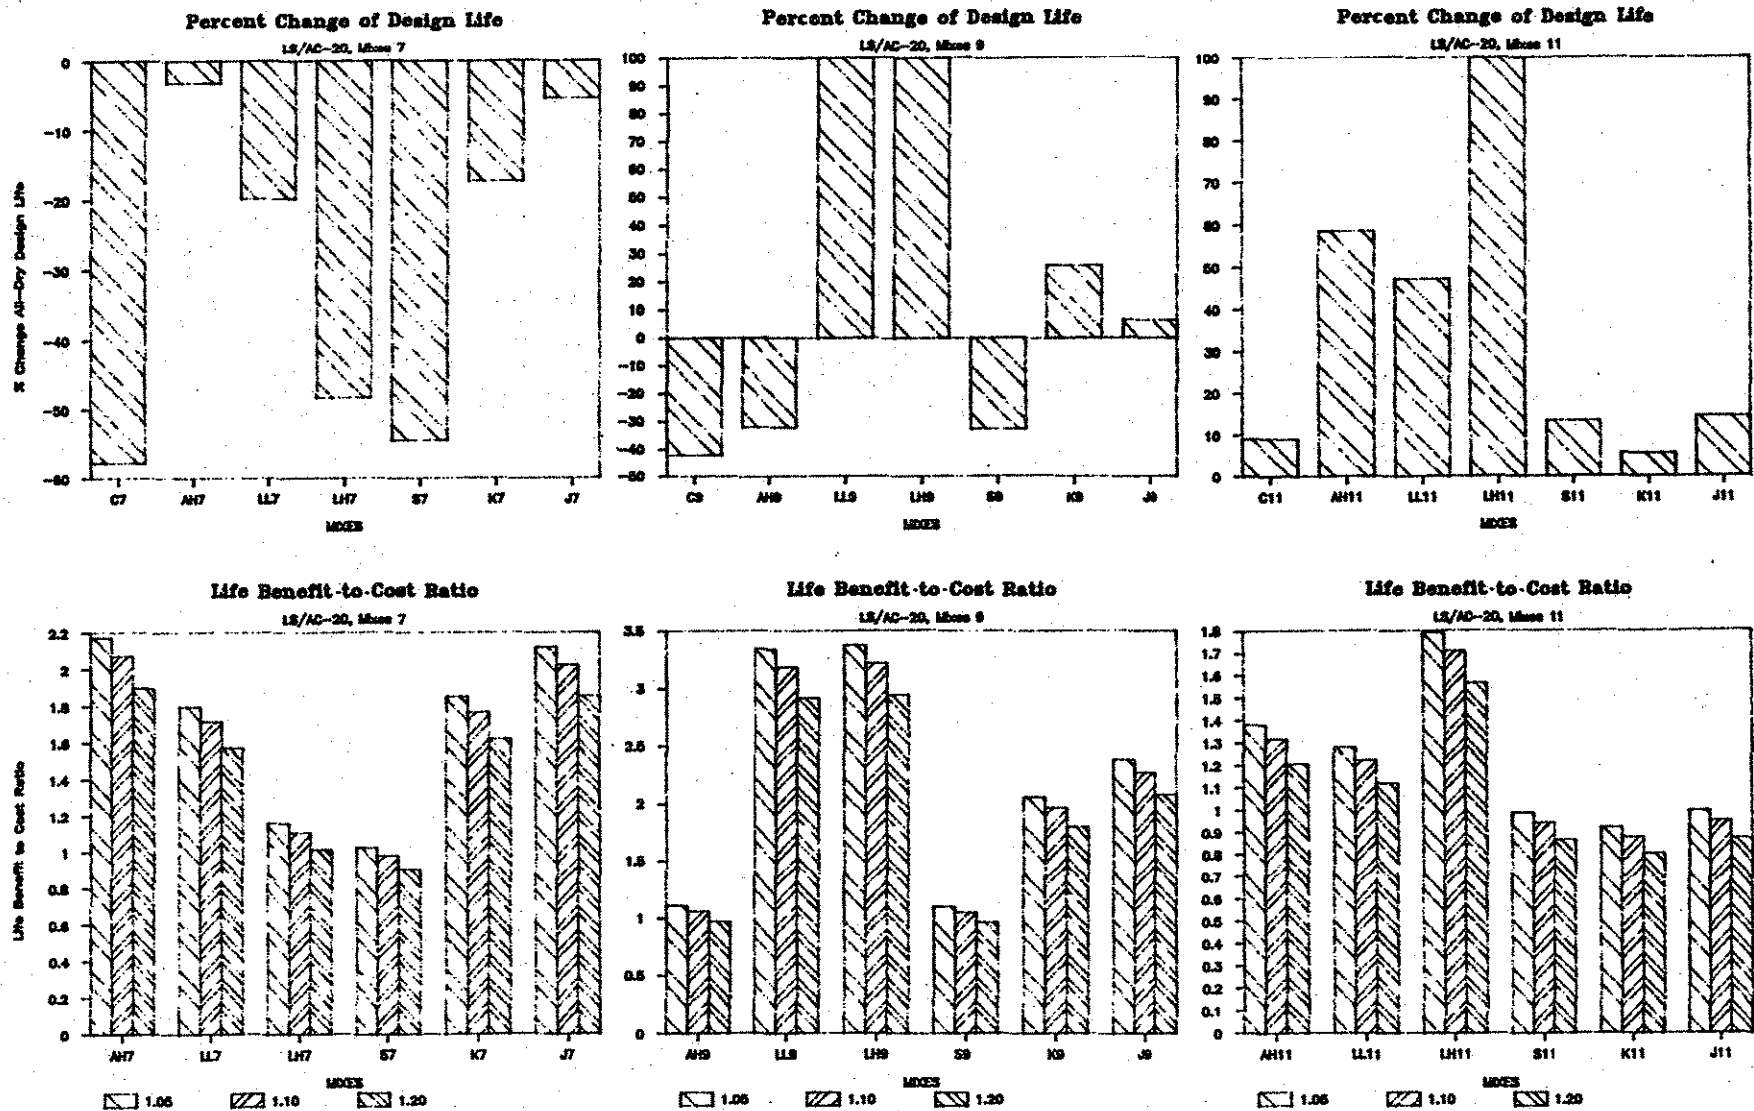 Percent Change of Design Life
LS/AC-20, Mixes 7
% Change All-Dry Design Life
0
-10
-20
-30
-40
-50
-60
C7 AH7 LL7 LH7 S7 K7 J7
MIXES
Percent Change of Design Life
LS/AC-20, Mixes 9
100
90
80
70
60
50
40
30
20
10
0
-10
-20
-30
-40
-50
C9 AH9 LL9 LH9 S9 K9 J9
MIXES
Percent Change of Design Life
LS/AC-20, Mixes 11
100
90
80
70
60
50
40
30
20
10
0
C11 AH11 LL11 LH11 S11 K11 J11
MIXES
Life Benefit-to-Cost Ratio
LS/AC-20, Mixes 7
Life Benefit to Cost Ratio
2.2
2
1.8
1.6
1.4
1.2
1
0.8
0.6
0.4
0.2
0
AH7 LL7 LH7 S7 K7 J7
MIXES
1.05 1.10 1.20
Life Benefit-to-Cost Ratio
LS/AC-20, Mixes 9
3.5
3
2.5
2
1.5
1
0.5
0
AH9 LL9 LH9 S9 K9 J9
MIXES
1.05 1.10 1.20
Life Benefit-to-Cost Ratio
LS/AC-20, Mixes 11
1.8
1.7
1.6
1.5
1.4
1.3
1.2
1.1
1
0.9
0.8
0.7
0.6
0.5
0.4
0.3
0.2
0.1
0
AH11 LL11 LH11 S11 K11 J11
MIXES
1.05 1.10 1.20